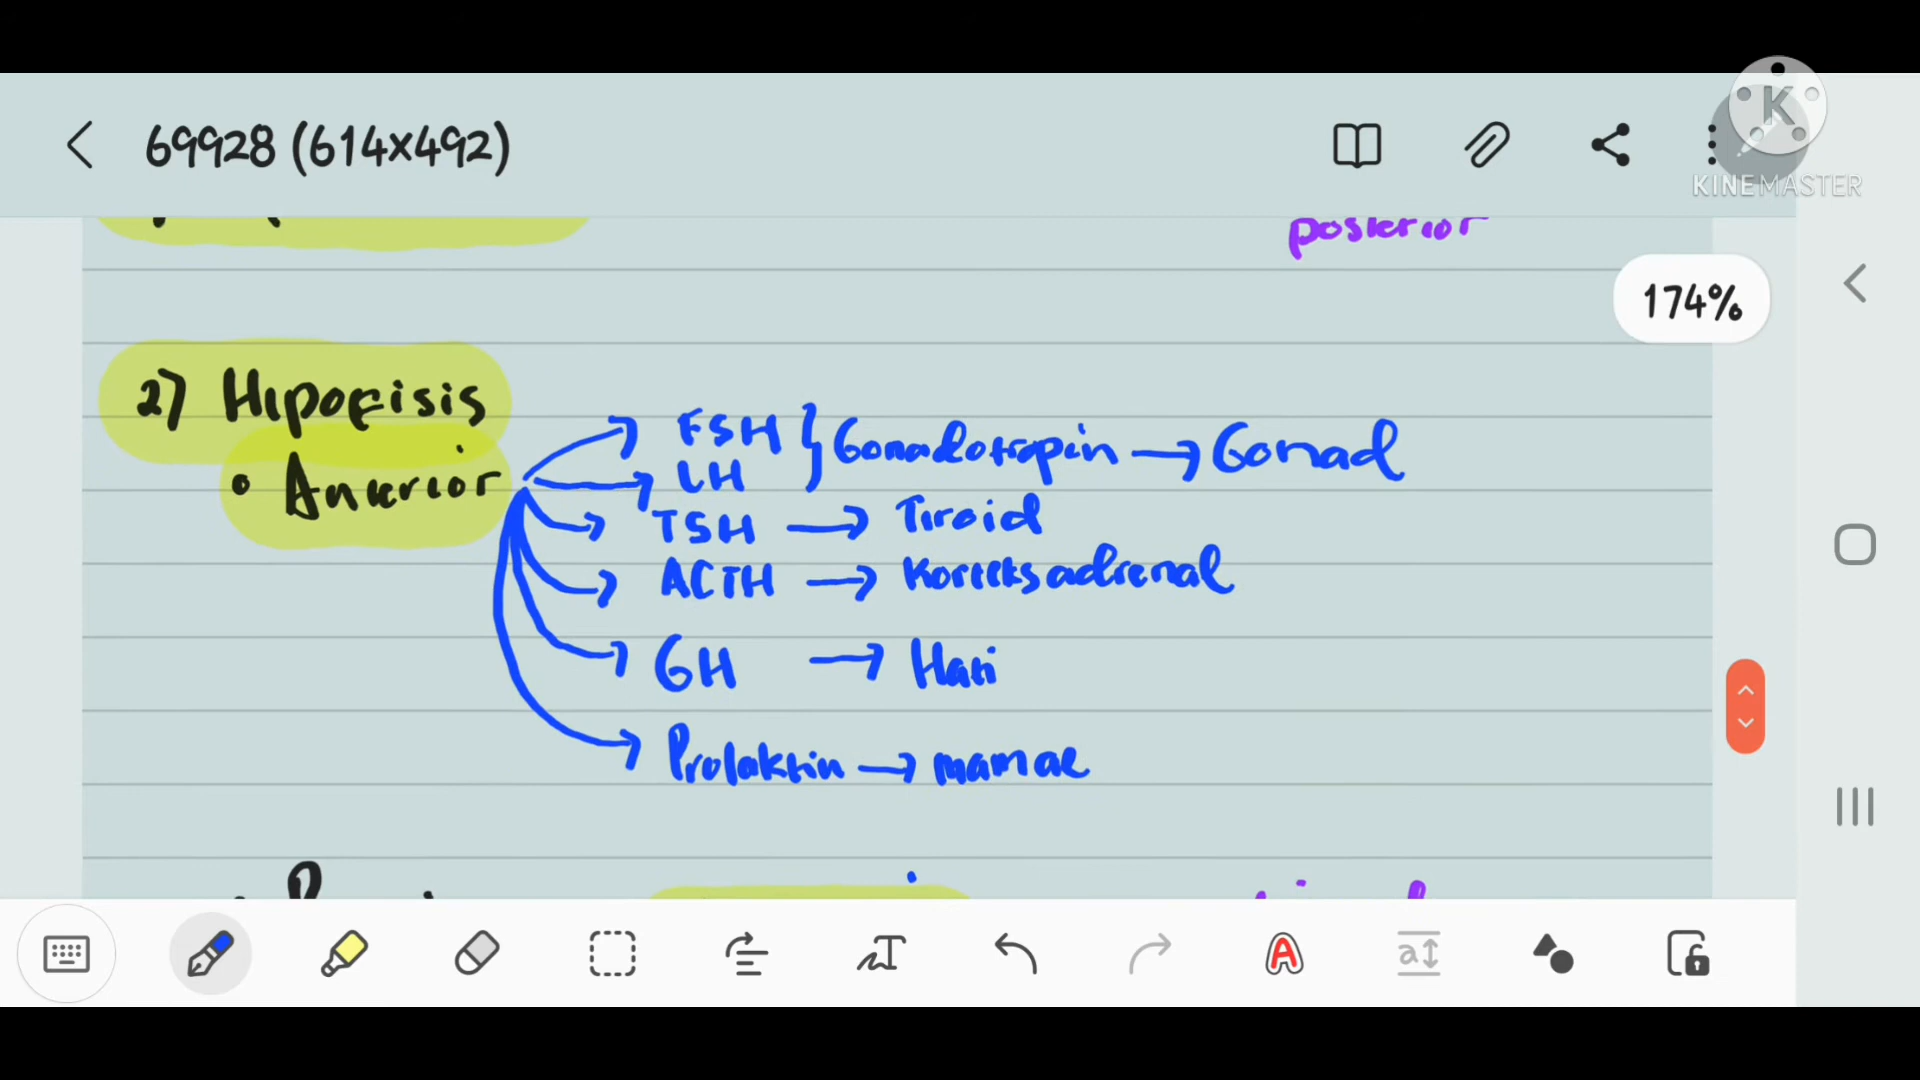 69928 (614x492)
KINEMASTER
posterior
174%
2) Hipofisis
• Anterior
FSH } Gonadotropin → Gonad
LH
TSH → Tiroid
ACTH → Korteks adrenal
GH → Hati
Prolaktin → mamae